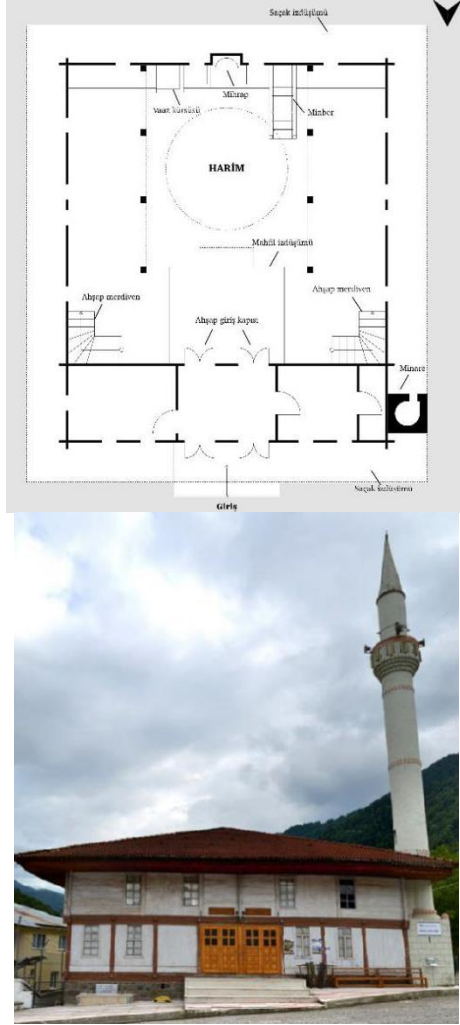 Saçak izdüşümü
Mihrap
Vaaz kürsüsü
Minber
HARİM
Mahfil izdüşümü
Ahşap merdiven
Ahşap merdiven
Ahşap giriş kapısı
Minare
Saçak izdüşümü
Giriş